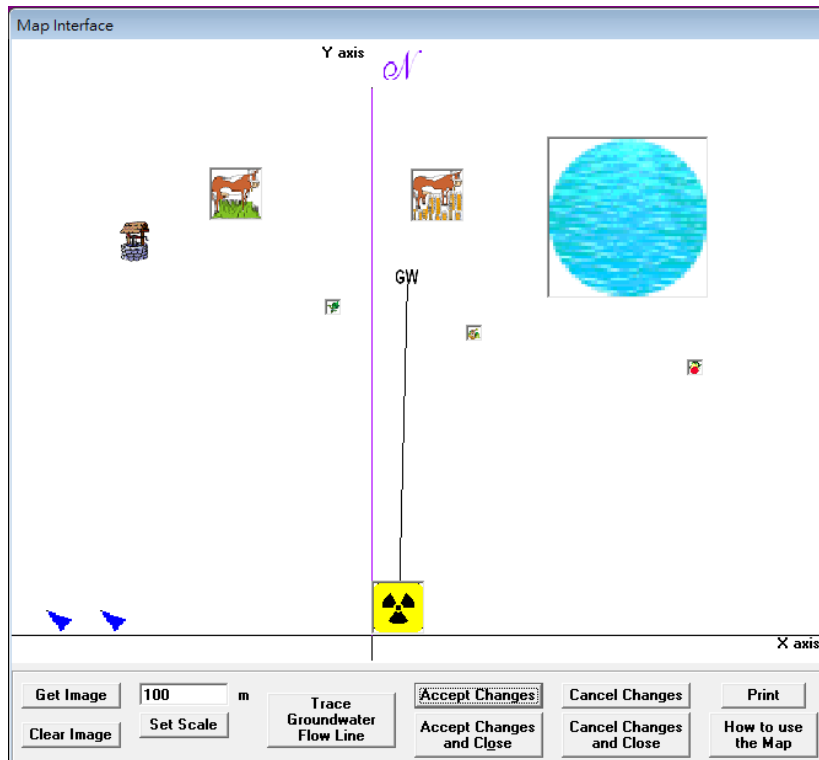 Map Interface
Y axis
N
GW
X axis
Get Image
100
m
Trace
Groundwater
Flow Line
Accept Changes
Cancel Changes
Print
Clear Image
Set Scale
Accept Changes
and Close
Cancel Changes
and Close
How to use
the Map